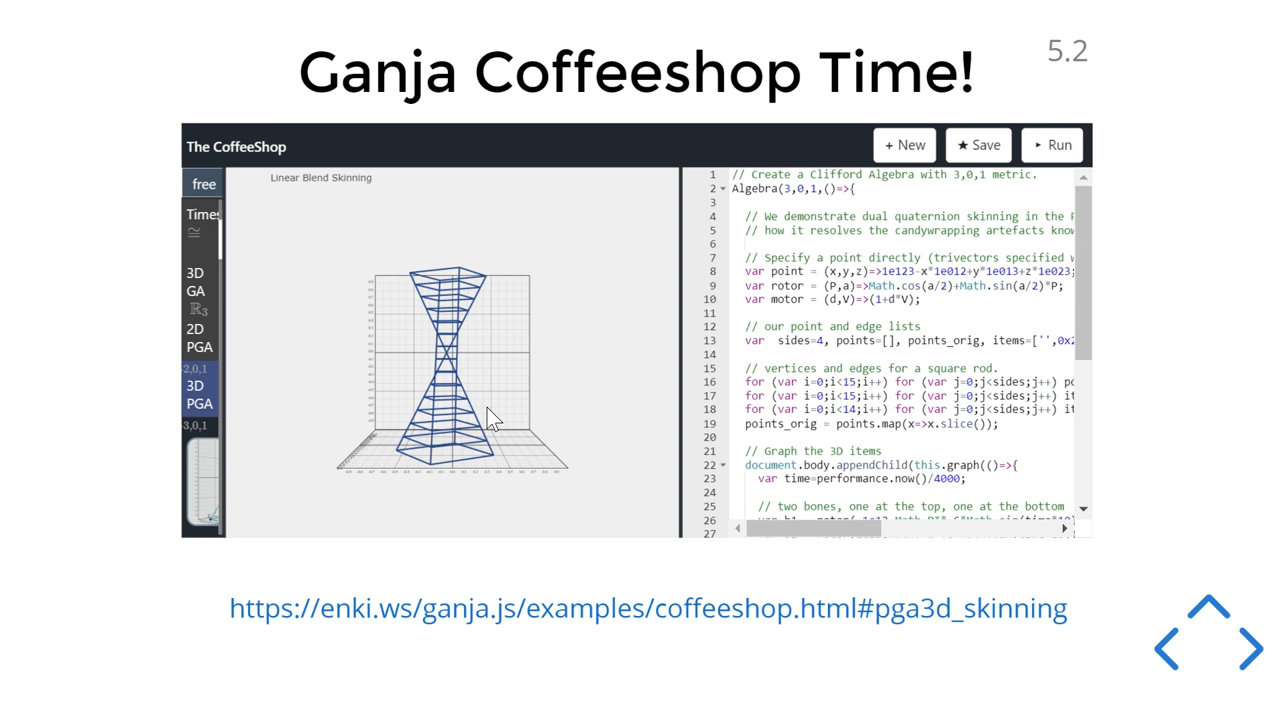 Ganja Coffeeshop Time!
5.2
The CoffeeShop
+ New
★ Save
▸ Run
free
Times
≅
3D
GA
ℝ₃
2D
PGA
2,0,1
3D
PGA
3,0,1
Linear Blend Skinning
1 // Create a Clifford Algebra with 3,0,1 metric.
2 Algebra(3,0,1,()=>{
3
4 // We demonstrate dual quaternion skinning in the
5 // how it resolves the candywrapping artefacts know
6
7 // Specify a point directly (trivectors specified w
8 var point = (x,y,z)=>1e123-x*1e012+y*1e013+z*1e023;
9 var rotor = (P,a)=>Math.cos(a/2)+Math.sin(a/2)*P;
10 var motor = (d,V)=>(1+d*V);
11
12 // our point and edge lists
13 var sides=4, points=[], points_orig, items=['',0x2
14
15 // vertices and edges for a square rod.
16 for (var i=0;i<15;i++) for (var j=0;j<sides;j++) po
17 for (var i=0;i<15;i++) for (var j=0;j<sides;j++) it
18 for (var i=0;i<14;i++) for (var j=0;j<sides;j++) it
19 points_orig = points.map(x=>x.slice());
20
21 // Graph the 3D items
22 document.body.appendChild(this.graph(()=>{
23 var time=performance.now()/4000;
24
25 // two bones, one at the top, one at the bottom
26
27
https://enki.ws/ganja.js/examples/coffeeshop.html#pga3d_skinning